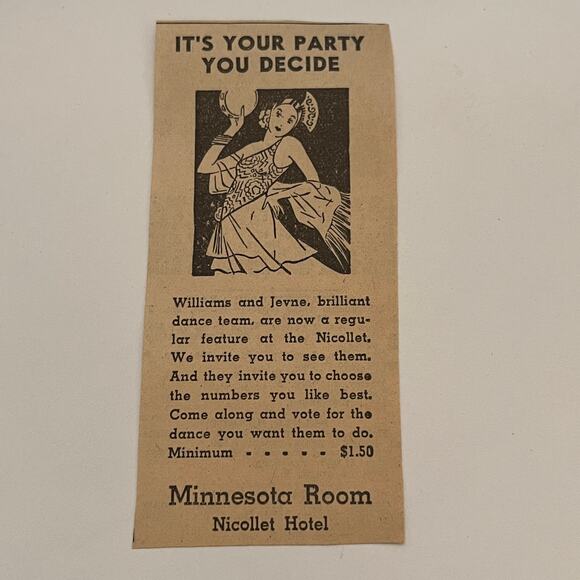 IT'S YOUR PARTY
YOU DECIDE
Williams and Jevne, brilliant
dance team, are now a regu-
lar feature at the Nicollet.
We invite you to see them.
And they invite you to choose
the numbers you like best.
Come along and vote for the
dance you want them to do.
Minimum - - - - - $1.50
Minnesota Room
Nicollet Hotel